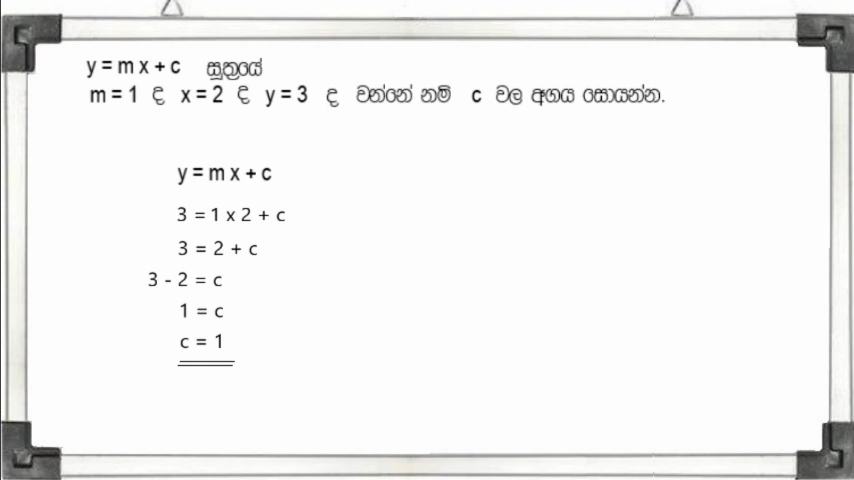 y = m x + c සූත්‍රයේ
m = 1 ද x = 2 ද y = 3 ද වන්නේ නම් c වල අගය සොයන්න.
y = m x + c
3 = 1 x 2 + c
3 = 2 + c
3 - 2 = c
1 = c
c = 1